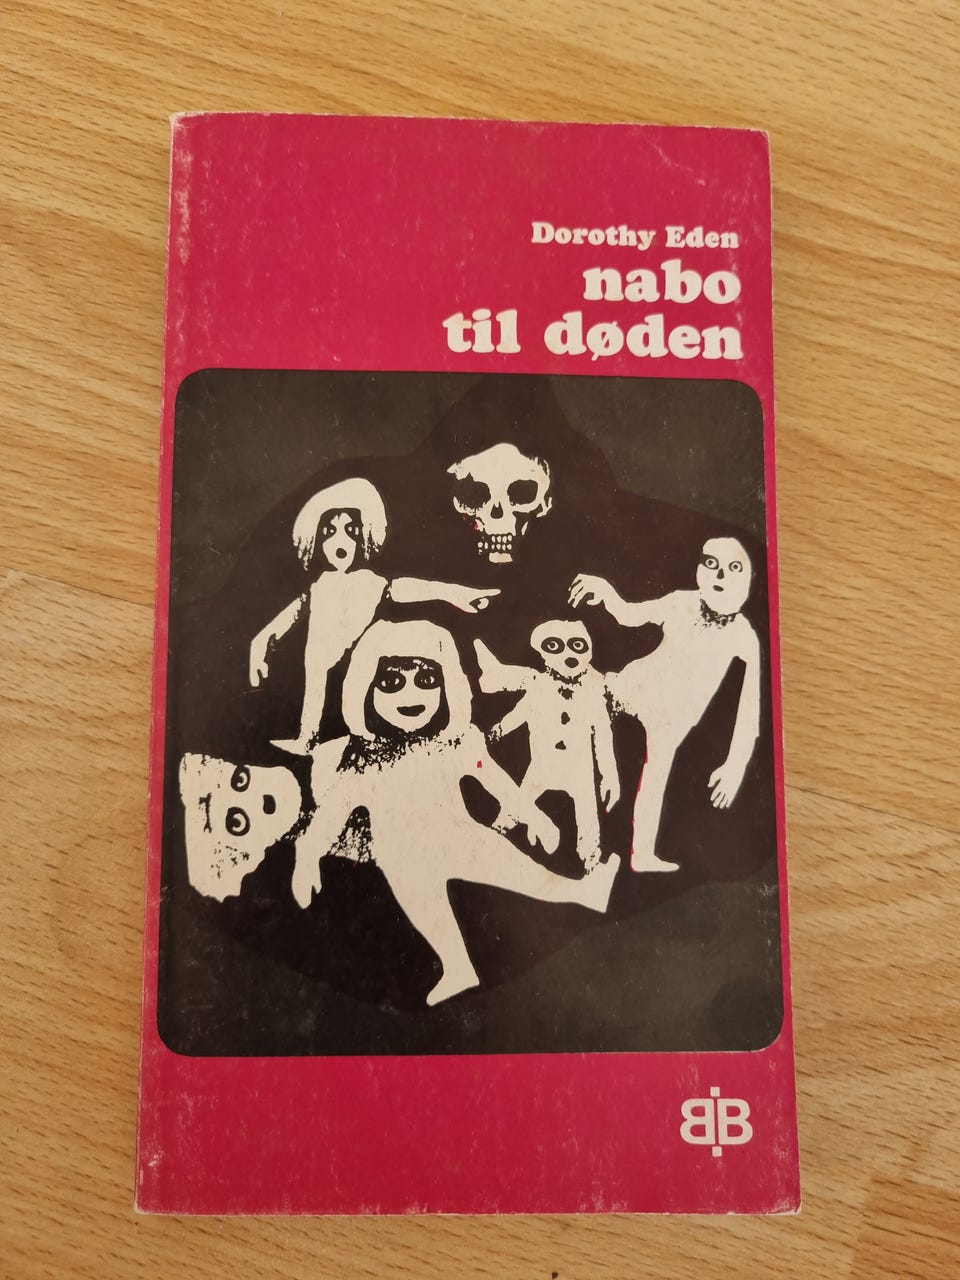 Dorothy Eden
nabo
til døden
BB